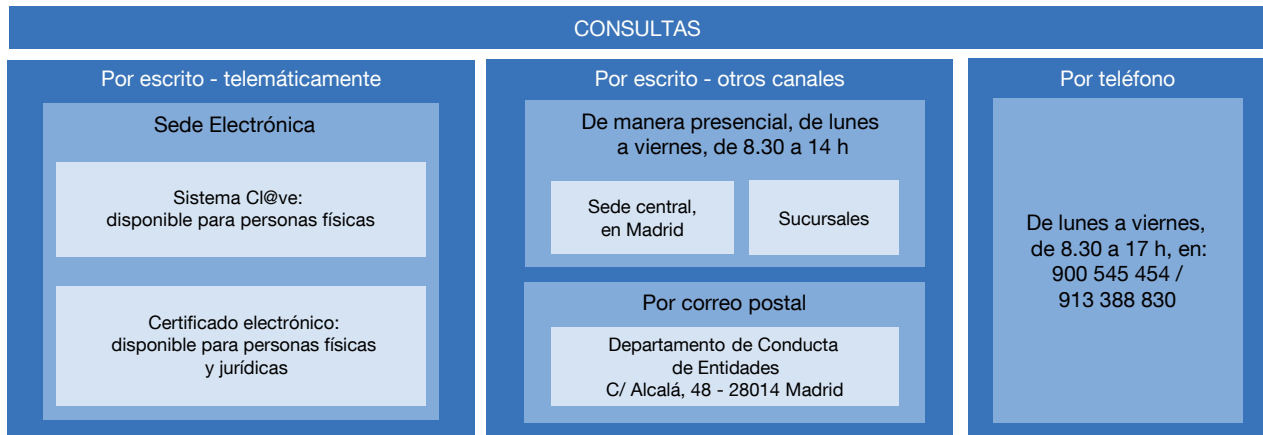 CONSULTAS
Por escrito - telemáticamente
Sede Electrónica
Sistema Cl@ve:
disponible para personas físicas
Certificado electrónico:
disponible para personas físicas
y jurídicas
Por escrito - otros canales
De manera presencial, de lunes
a viernes, de 8.30 a 14 h
Sede central,
en Madrid
Sucursales
Por correo postal
Departamento de Conducta
de Entidades
C/ Alcalá, 48 - 28014 Madrid
Por teléfono
De lunes a viernes,
de 8.30 a 17 h, en:
900 545 454 /
913 388 830